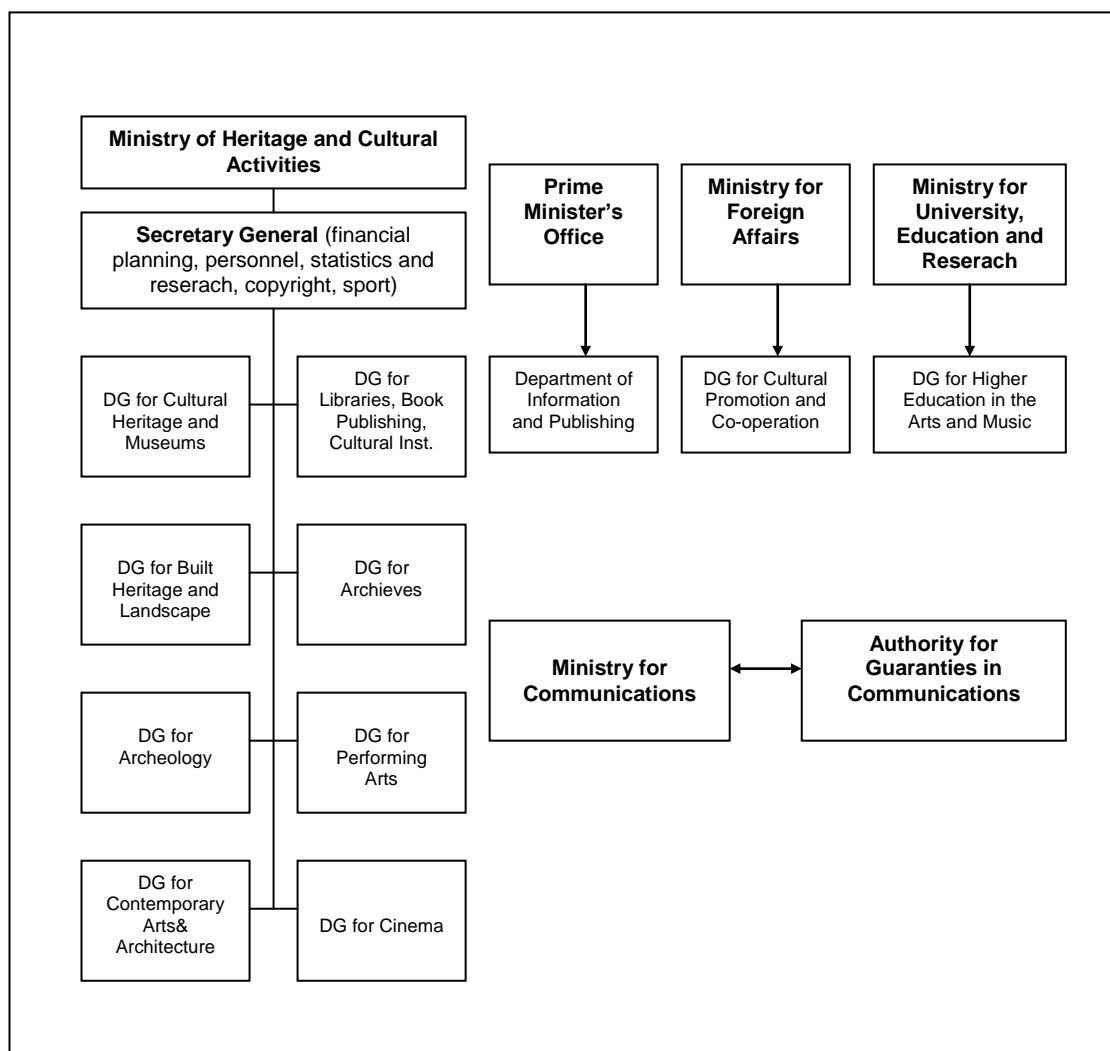 Ministry of Heritage and Cultural
Activities
Secretary General (financial
planning, personnel, statistics and
reserach, copyright, sport)
Prime
Minister’s
Office
Ministry for
Foreign
Affairs
Ministry for
University,
Education and
Reserach
DG for Cultural
Heritage and
Museums
DG for
Libraries, Book
Publishing,
Cultural Inst.
Department of
Information
and Publishing
DG for Cultural
Promotion and
Co-operation
DG for Higher
Education in the
Arts and Music
DG for Built
Heritage and
Landscape
DG for
Archieves
Ministry for
Communications
Authority for
Guaranties in
Communications
DG for
Archeology
DG for
Performing
Arts
DG for
Contemporary
Arts& Architecture
DG for Cinema